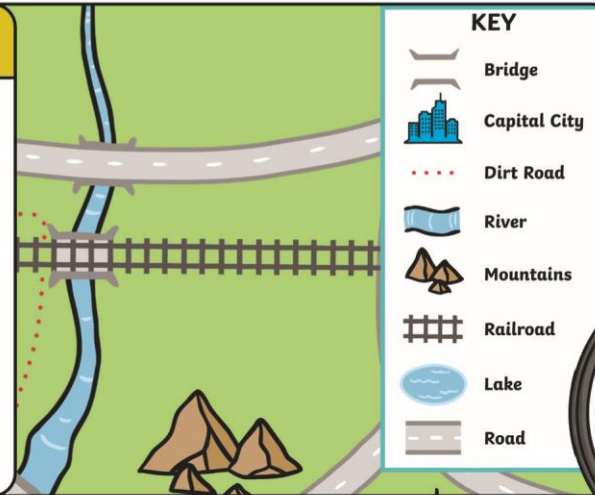 KEY
Bridge
Capital City
Dirt Road
River
Mountains
Railroad
Lake
Road